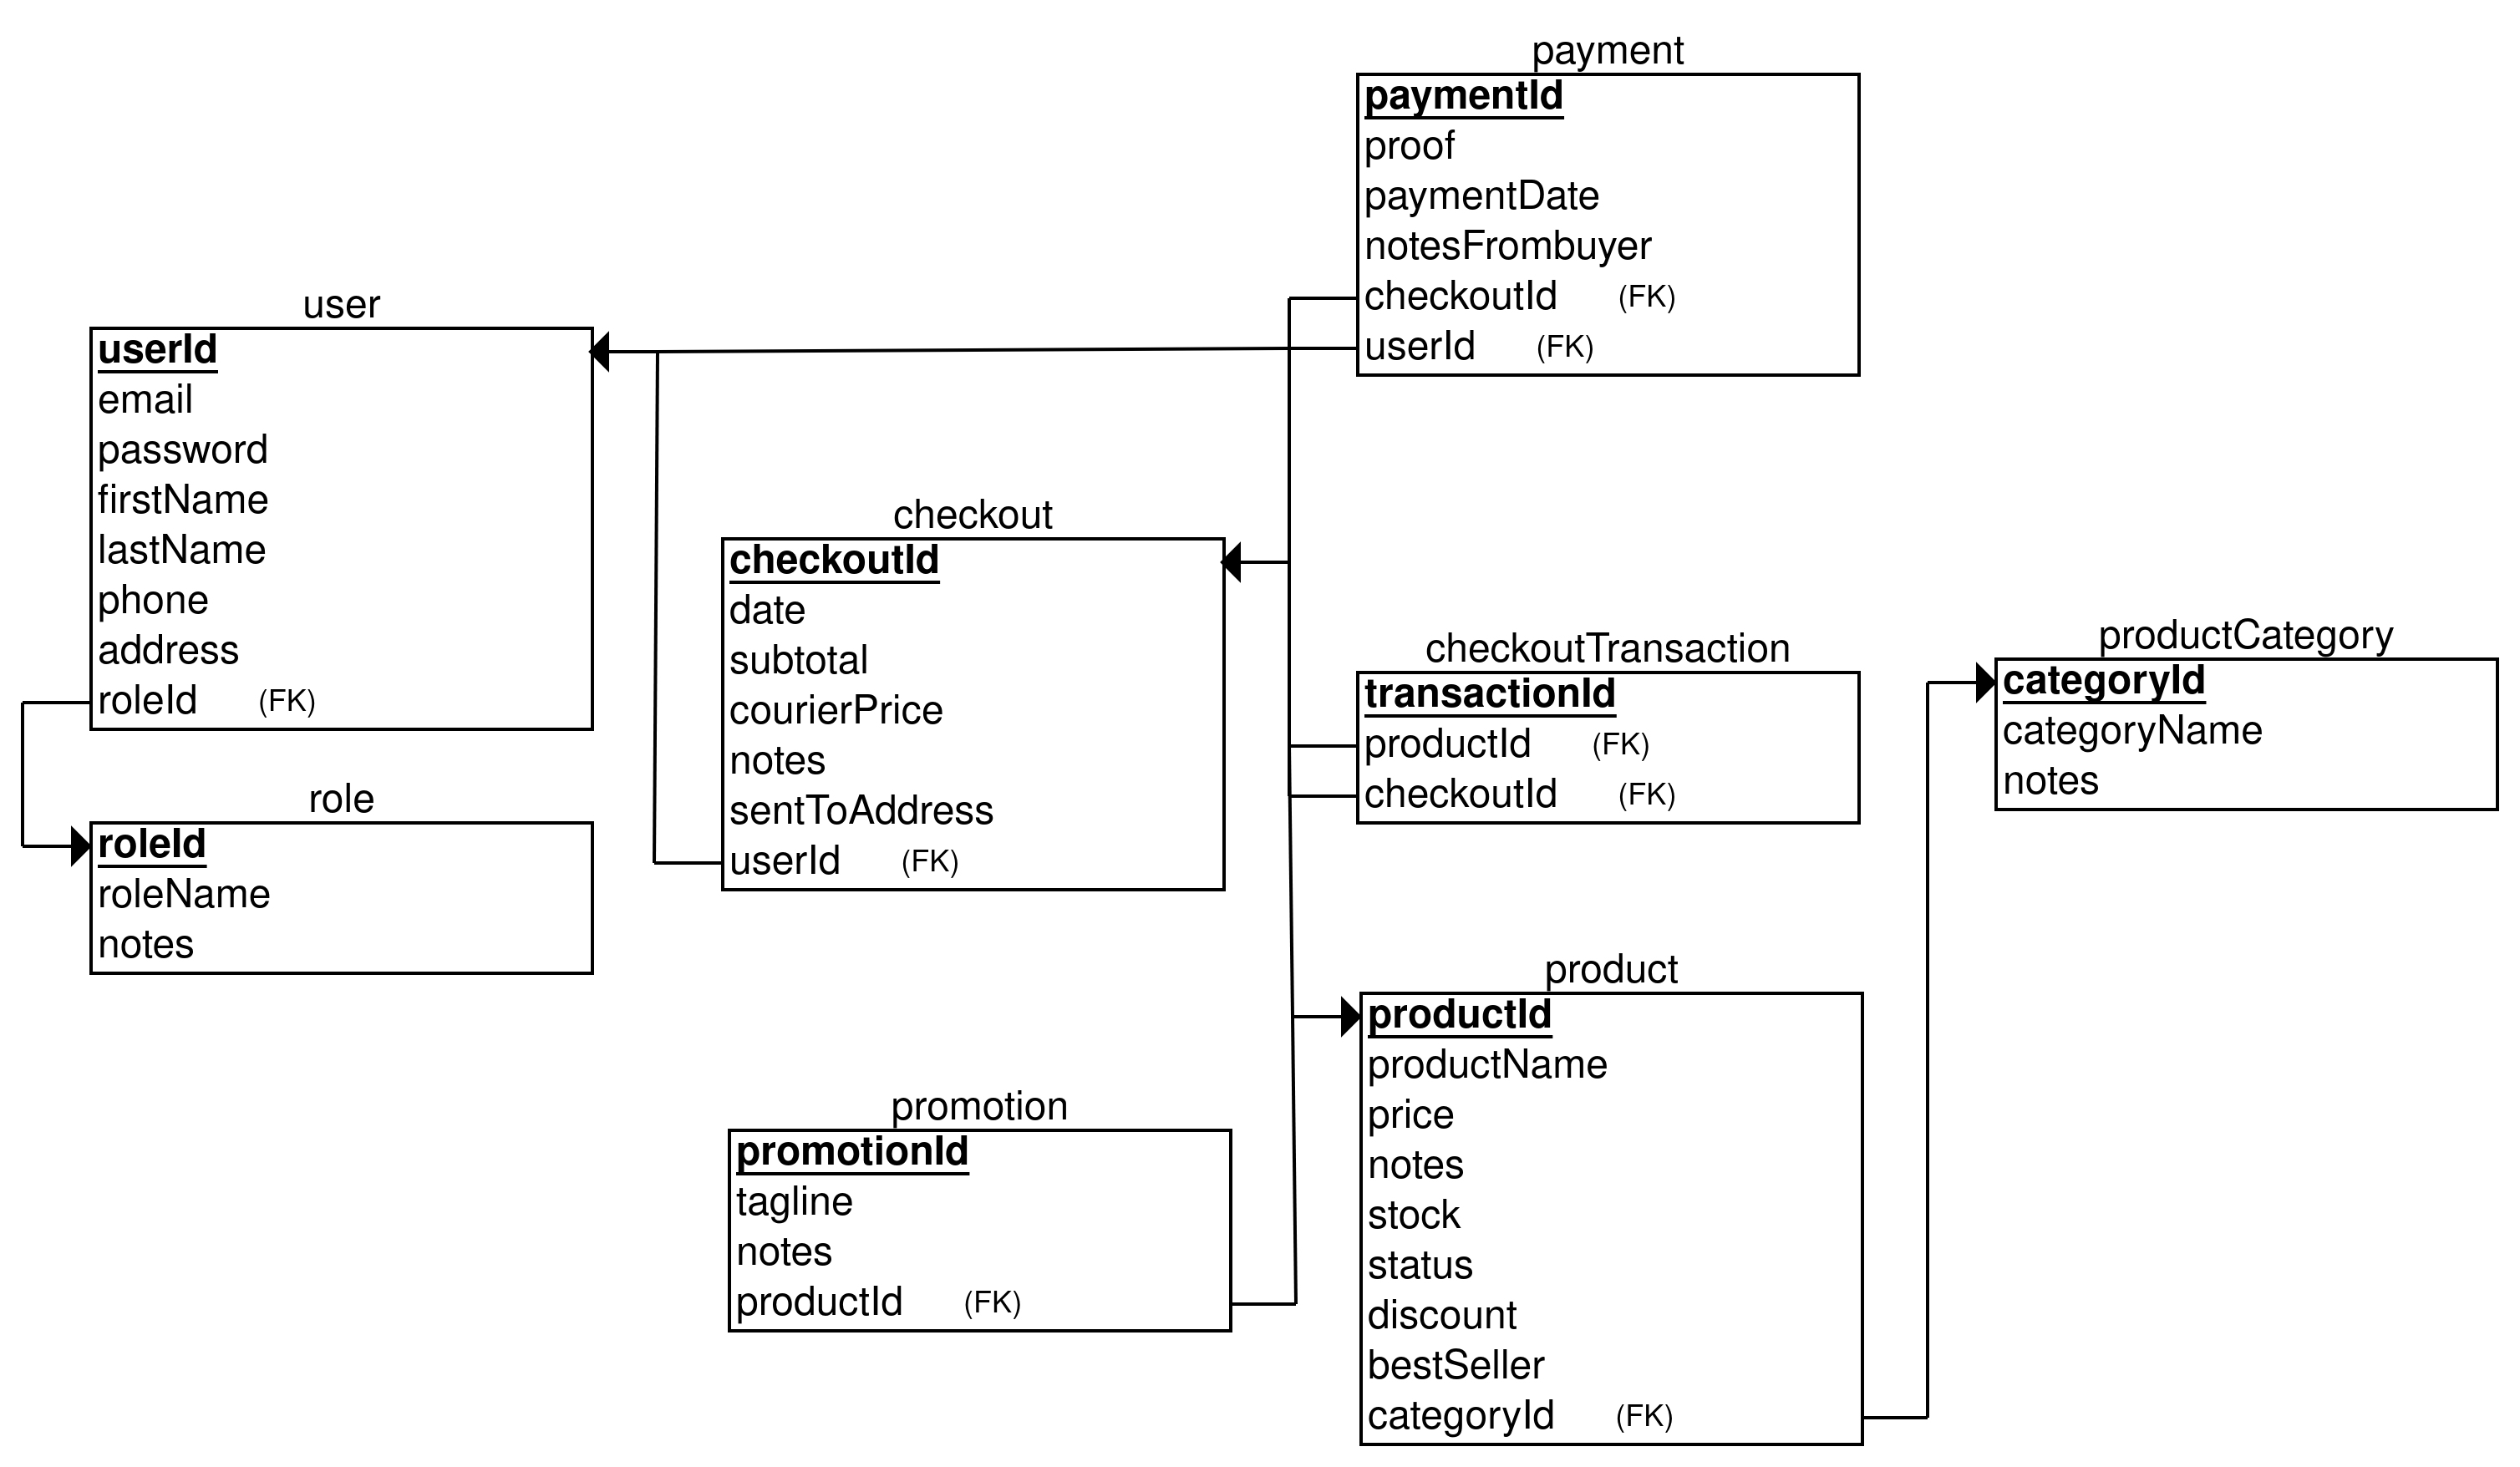 payment
paymentId
proof
paymentDate
notesFrombuyer
checkoutId (FK)
userId (FK)
user
userId
email
password
firstName
lastName
phone
address
roleId (FK)
role
roleId
roleName
notes
checkout
checkoutId
date
subtotal
courierPrice
notes
sentToAddress
userId (FK)
checkoutTransaction
transactionId
productId (FK)
checkoutId (FK)
productCategory
categoryId
categoryName
notes
product
productId
productName
price
notes
stock
status
discount
bestSeller
categoryId (FK)
promotion
promotionId
tagline
notes
productId (FK)